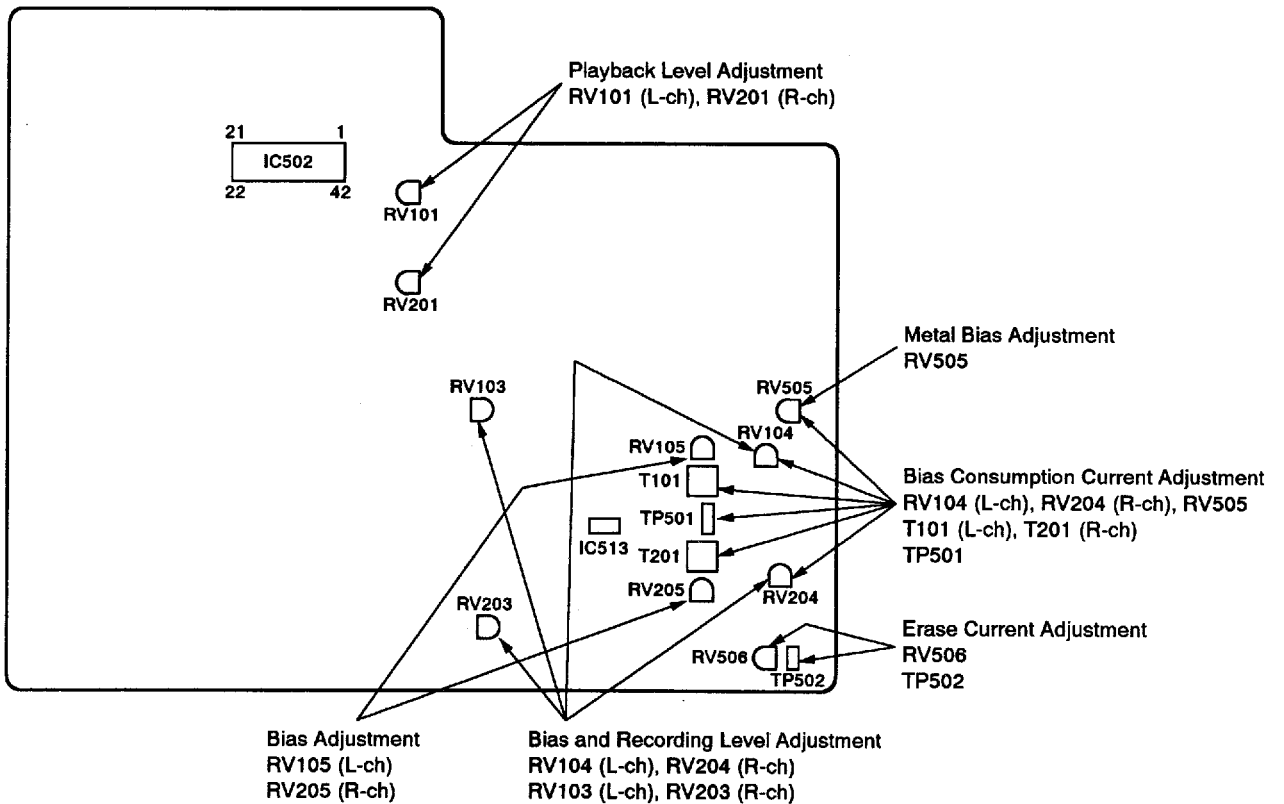 Playback Level Adjustment
RV101 (L-ch), RV201 (R-ch)
21 1
IC502
22 42
RV101
RV201
Metal Bias Adjustment
RV505
RV103
RV505
RV104
RV105
T101
TP501
IC513
T201
RV205
RV204
Bias Consumption Current Adjustment
RV104 (L-ch), RV204 (R-ch), RV505
T101 (L-ch), T201 (R-ch)
TP501
RV203
RV506
TP502
Erase Current Adjustment
RV506
TP502
Bias Adjustment
RV105 (L-ch)
RV205 (R-ch)
Bias and Recording Level Adjustment
RV104 (L-ch), RV204 (R-ch)
RV103 (L-ch), RV203 (R-ch)